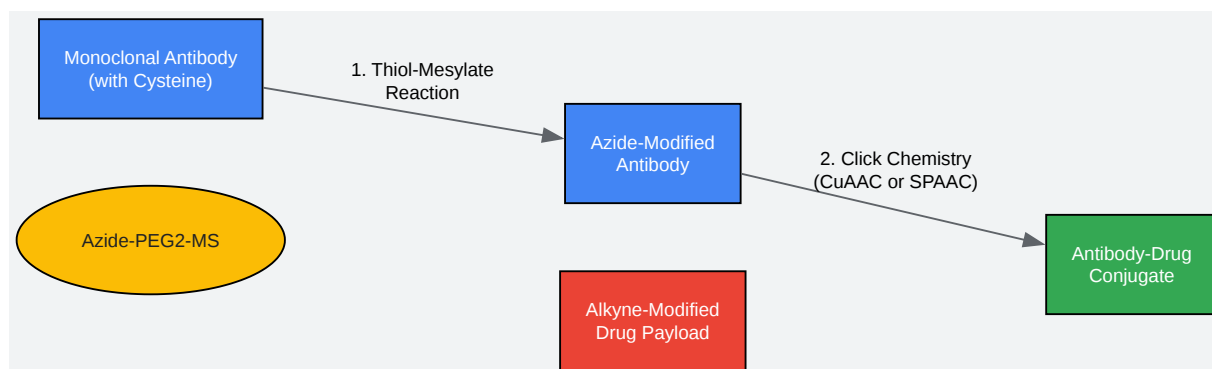 Monoclonal Antibody
(with Cysteine)
1. Thiol-Mesylate
Reaction
Azide-Modified
Antibody
2. Click Chemistry
(CuAAC or SPAAC)
Azide-PEG2-MS
Antibody-Drug
Conjugate
Alkyne-Modified
Drug Payload